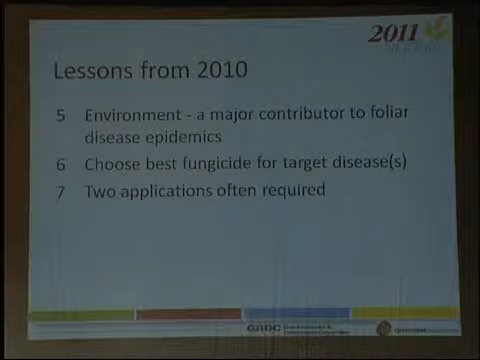 2011
Lessons from 2010
5 Environment - a major contributor to foliar
disease epidemics
6 Choose best fungicide for target disease(s)
7 Two applications often required
GRDC